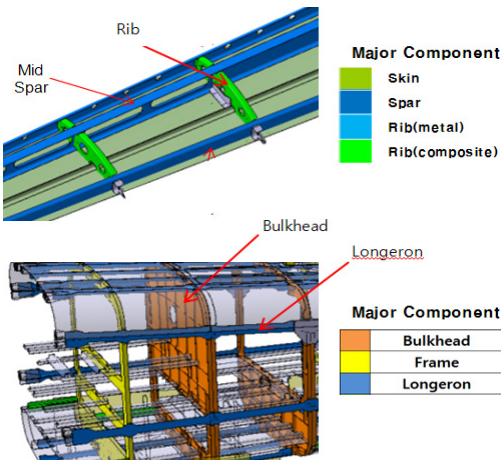 Rib
Mid
Spar
Major Component
Skin
Spar
Rib(metal)
Rib(composite)
Bulkhead
Longeron
Major Component
Bulkhead
Frame
Longeron